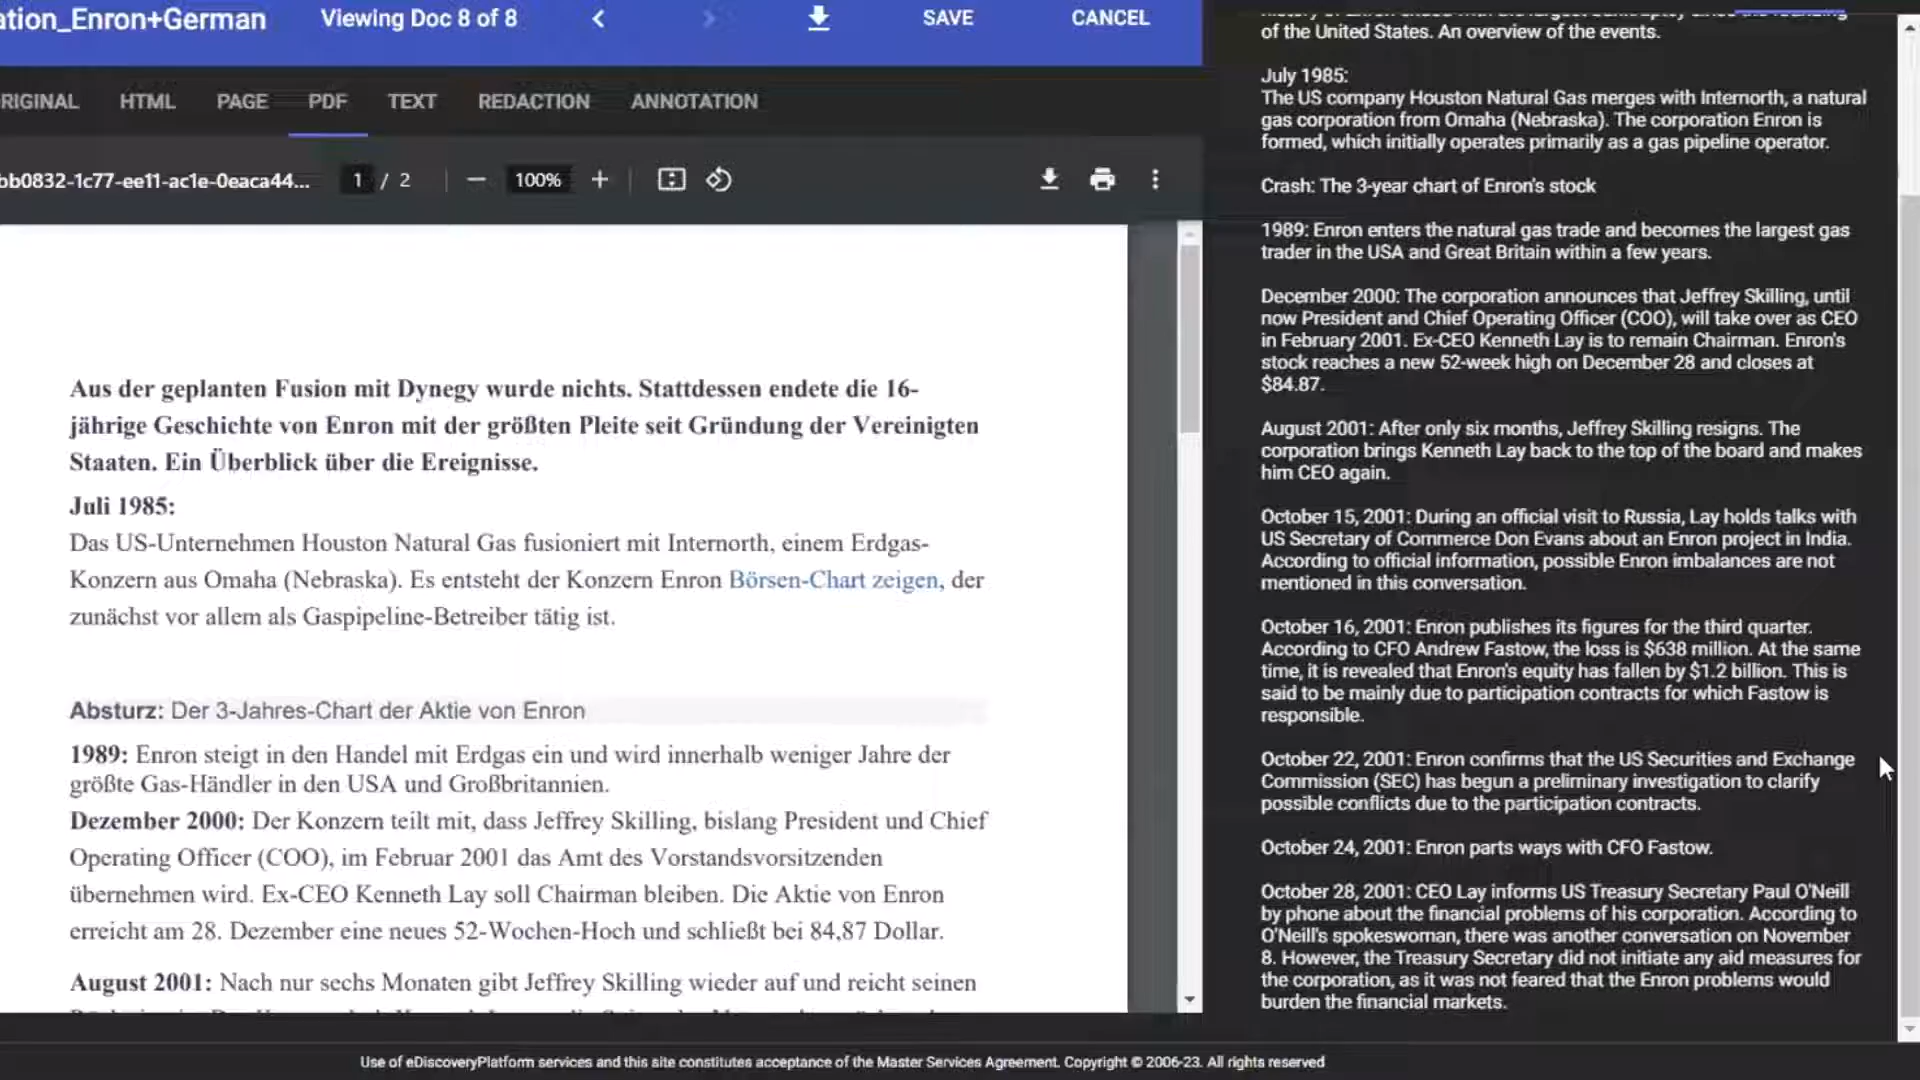 ation_Enron+German
Viewing Doc 8 of 8
SAVE
CANCEL
RIGINAL
HTML
PAGE
PDF
TEXT
REDACTION
ANNOTATION
bb0832-1c77-ee11-ac1e-0eaca44...
1 / 2
100%
Aus der geplanten Fusion mit Dynegy wurde nichts. Stattdessen endete die 16-
jährige Geschichte von Enron mit der größten Pleite seit Gründung der Vereinigten
Staaten. Ein Überblick über die Ereignisse.
Juli 1985:
Das US-Unternehmen Houston Natural Gas fusioniert mit Internorth, einem Erdgas-
Konzern aus Omaha (Nebraska). Es entsteht der Konzern Enron Börsen-Chart zeigen, der
zunächst vor allem als Gaspipeline-Betreiber tätig ist.
Absturz: Der 3-Jahres-Chart der Aktie von Enron
1989: Enron steigt in den Handel mit Erdgas ein und wird innerhalb weniger Jahre der
größte Gas-Händler in den USA und Großbritannien.
Dezember 2000: Der Konzern teilt mit, dass Jeffrey Skilling, bislang President und Chief
Operating Officer (COO), im Februar 2001 das Amt des Vorstandsvorsitzenden
übernehmen wird. Ex-CEO Kenneth Lay soll Chairman bleiben. Die Aktie von Enron
erreicht am 28. Dezember eine neues 52-Wochen-Hoch und schließt bei 84,87 Dollar.
August 2001: Nach nur sechs Monaten gibt Jeffrey Skilling wieder auf und reicht seinen
of the United States. An overview of the events.
July 1985:
The US company Houston Natural Gas merges with Internorth, a natural
gas corporation from Omaha (Nebraska). The corporation Enron is
formed, which initially operates primarily as a gas pipeline operator.
Crash: The 3-year chart of Enron's stock
1989: Enron enters the natural gas trade and becomes the largest gas
trader in the USA and Great Britain within a few years.
December 2000: The corporation announces that Jeffrey Skilling, until
now President and Chief Operating Officer (COO), will take over as CEO
in February 2001. Ex-CEO Kenneth Lay is to remain Chairman. Enron's
stock reaches a new 52-week high on December 28 and closes at
$84.87.
August 2001: After only six months, Jeffrey Skilling resigns. The
corporation brings Kenneth Lay back to the top of the board and makes
him CEO again.
October 15, 2001: During an official visit to Russia, Lay holds talks with
US Secretary of Commerce Don Evans about an Enron project in India.
According to official information, possible Enron imbalances are not
mentioned in this conversation.
October 16, 2001: Enron publishes its figures for the third quarter.
According to CFO Andrew Fastow, the loss is $638 million. At the same
time, it is revealed that Enron's equity has fallen by $1.2 billion. This is
said to be mainly due to participation contracts for which Fastow is
responsible.
October 22, 2001: Enron confirms that the US Securities and Exchange
Commission (SEC) has begun a preliminary investigation to clarify
possible conflicts due to the participation contracts.
October 24, 2001: Enron parts ways with CFO Fastow.
October 28, 2001: CEO Lay informs US Treasury Secretary Paul O'Neill
by phone about the financial problems of his corporation. According to
O'Neill's spokeswoman, there was another conversation on November
8. However, the Treasury Secretary did not initiate any aid measures for
the corporation, as it was not feared that the Enron problems would
burden the financial markets.
Use of eDiscoveryPlatform services and this site constitutes acceptance of the Master Services Agreement. Copyright © 2006-23. All rights reserved